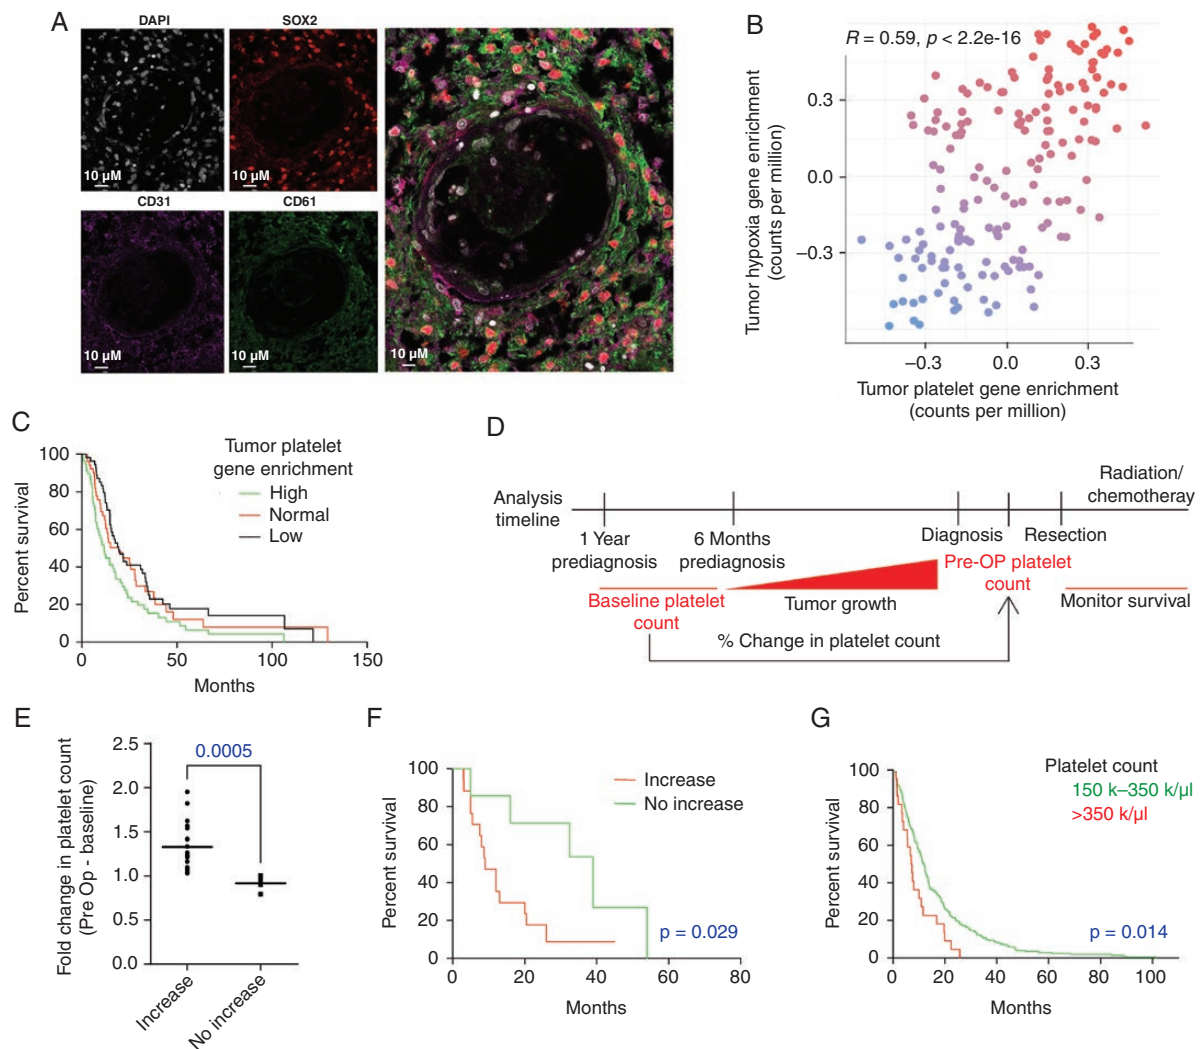 A
DAPI
SOX2
10 µM
10 µM
CD31
CD61
10 µM
10 µM
10 µM
B
R = 0.59, p < 2.2e-16
Tumor hypoxia gene enrichment
(counts per million)
0.3
0.0
−0.3
−0.3
0.0
0.3
Tumor platelet gene enrichment
(counts per million)
C
Tumor platelet
gene enrichment
High
Normal
Low
Percent survival
100
80
60
40
20
0
0
50
100
150
Months
D
Analysis
timeline
Radiation/
chemotheray
1 Year
prediagnosis
6 Months
prediagnosis
Diagnosis
Resection
Pre-OP platelet
count
Baseline platelet
count
Tumor growth
Monitor survival
% Change in platelet count
E
Fold change in platelet count
(Pre Op - baseline)
2.5
2.0
1.5
1.0
0.5
0.0
0.0005
Increase
No increase
F
Percent survival
100
80
60
40
20
0
Increase
No increase
p = 0.029
0
20
40
60
80
Months
G
Percent survival
100
80
60
40
20
0
Platelet count
150 k–350 k/µl
>350 k/µl
p = 0.014
0
20
40
60
80
100
Months